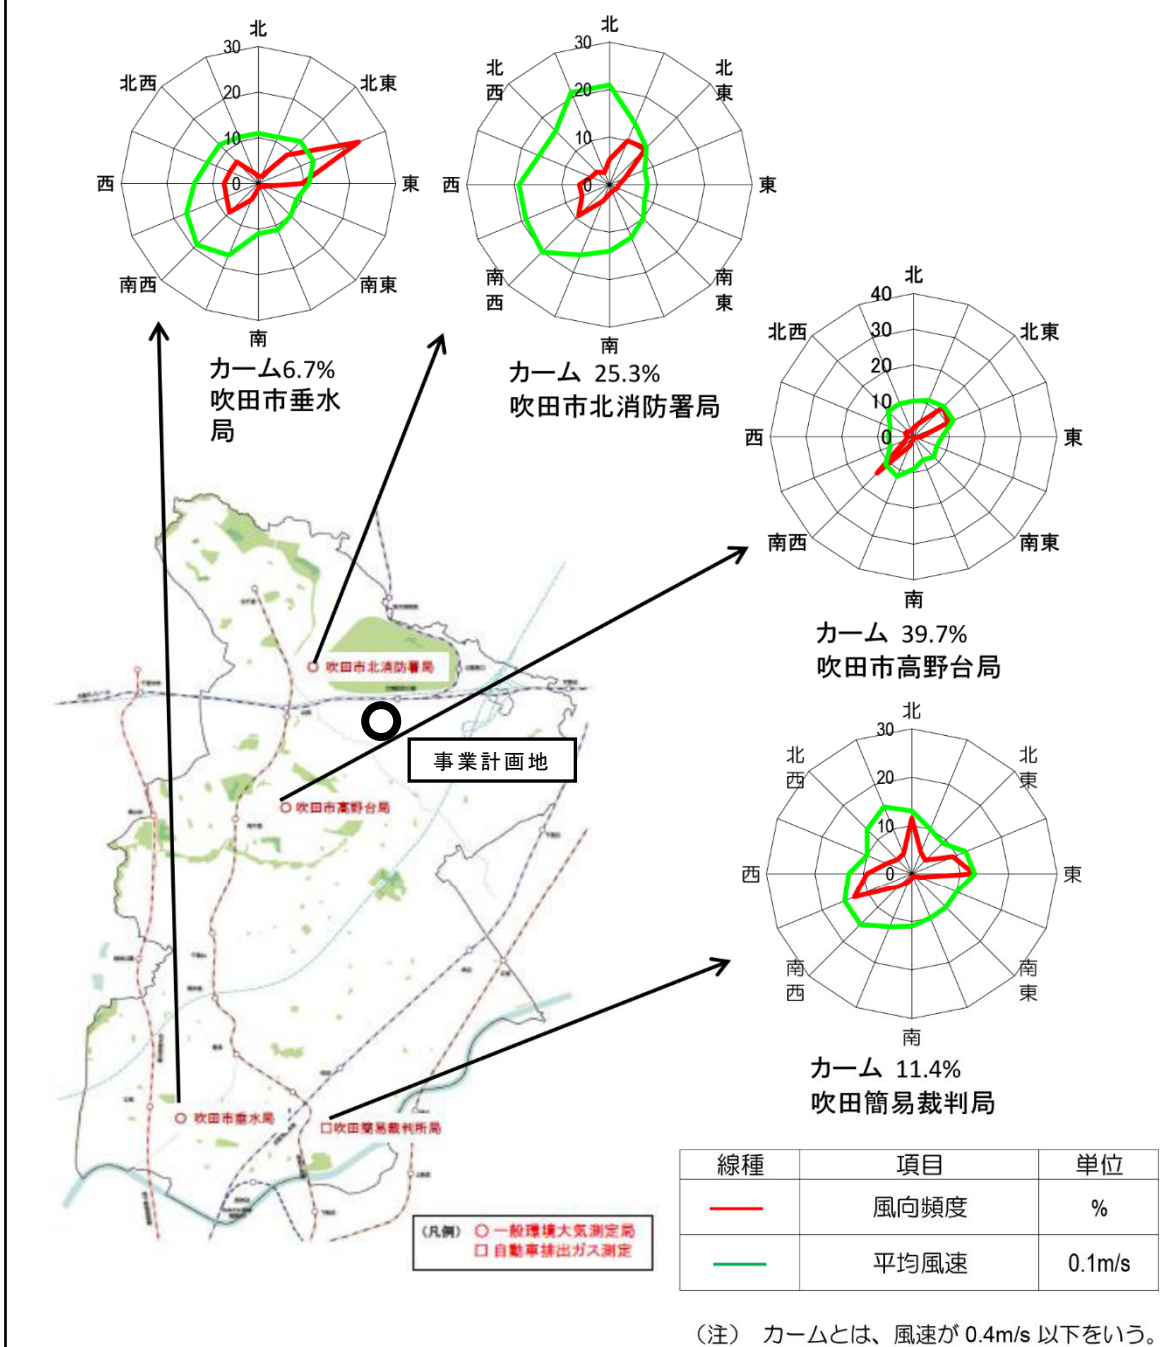 北
30
20
10
0
北西
北東
西
東
南西
南東
南
カーム6.7%
吹田市垂水
局
北
30
20
10
0
北西
北東
西
東
南西
南東
南
カーム 25.3%
吹田市北消防署局
北
40
30
20
10
0
北西
北東
西
東
南西
南東
南
カーム 39.7%
吹田市高野台局
北
30
20
10
0
北西
北東
西
東
南西
南東
南
カーム 11.4%
吹田簡易裁判局
吹田市北消防署局
事業計画地
吹田市高野台局
吹田市垂水局
吹田簡易裁判所局
(凡例) 一般環境大気測定局
自動車排出ガス測定
線種 項目 単位
風向頻度 %
平均風速 0.1m/s
(注) カームとは、風速が 0.4m/s 以下をいう。